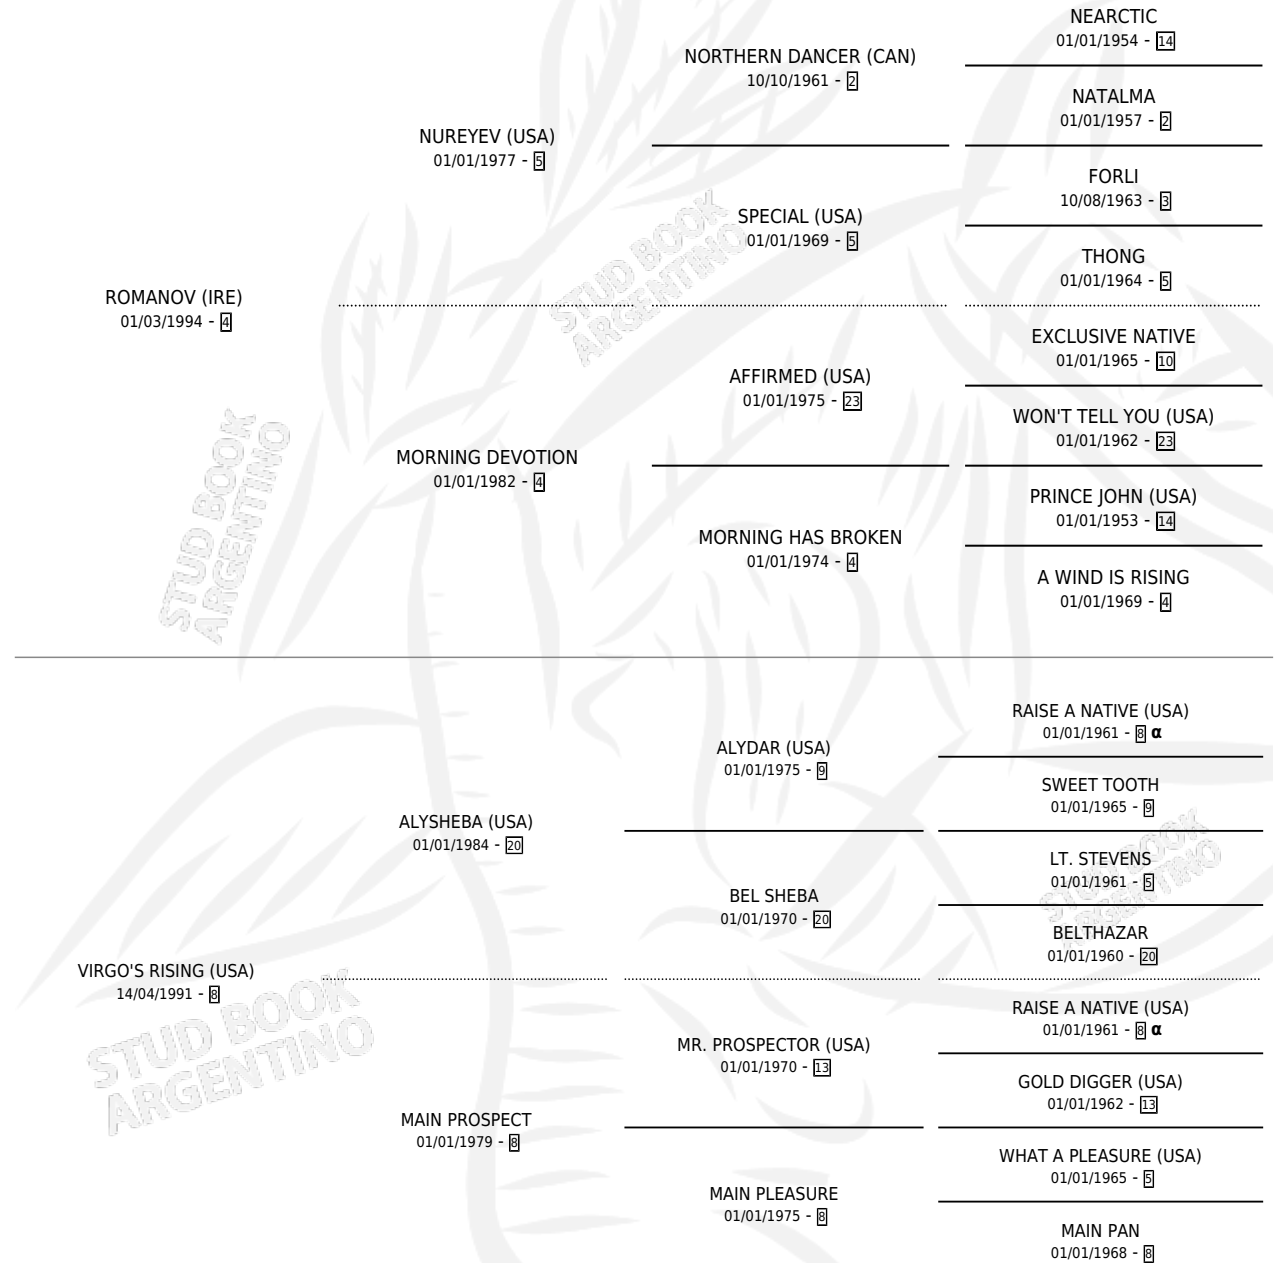 NEARCTIC
01/01/1954 - 14
NORTHERN DANCER (CAN)
10/10/1961 - 2
NATALMA
01/01/1957 - 2
NUREYEV (USA)
01/01/1977 - 5
FORLI
10/08/1963 - 3
SPECIAL (USA)
01/01/1969 - 5
THONG
01/01/1964 - 5
ROMANOV (IRE)
01/03/1994 - 4
EXCLUSIVE NATIVE
01/01/1965 - 10
AFFIRMED (USA)
01/01/1975 - 23
WON'T TELL YOU (USA)
01/01/1962 - 23
MORNING DEVOTION
01/01/1982 - 4
PRINCE JOHN (USA)
01/01/1953 - 14
MORNING HAS BROKEN
01/01/1974 - 4
A WIND IS RISING
01/01/1969 - 4
RAISE A NATIVE (USA)
01/01/1961 - 8 α
ALYDAR (USA)
01/01/1975 - 9
SWEET TOOTH
01/01/1965 - 9
ALYSHEBA (USA)
01/01/1984 - 20
LT. STEVENS
01/01/1961 - 5
BEL SHEBA
01/01/1970 - 20
BELTHAZAR
01/01/1960 - 20
VIRGO'S RISING (USA)
14/04/1991 - 8
RAISE A NATIVE (USA)
01/01/1961 - 8 α
MR. PROSPECTOR (USA)
01/01/1970 - 13
GOLD DIGGER (USA)
01/01/1962 - 13
MAIN PROSPECT
01/01/1979 - 8
WHAT A PLEASURE (USA)
01/01/1965 - 5
MAIN PLEASURE
01/01/1975 - 8
MAIN PAN
01/01/1968 - 8
STUD BOOK
ARGENTINO
STUD BOOK
ARGENTINO
STUD BOOK
ARGENTINO
STUD BOOK
ARGENTINO